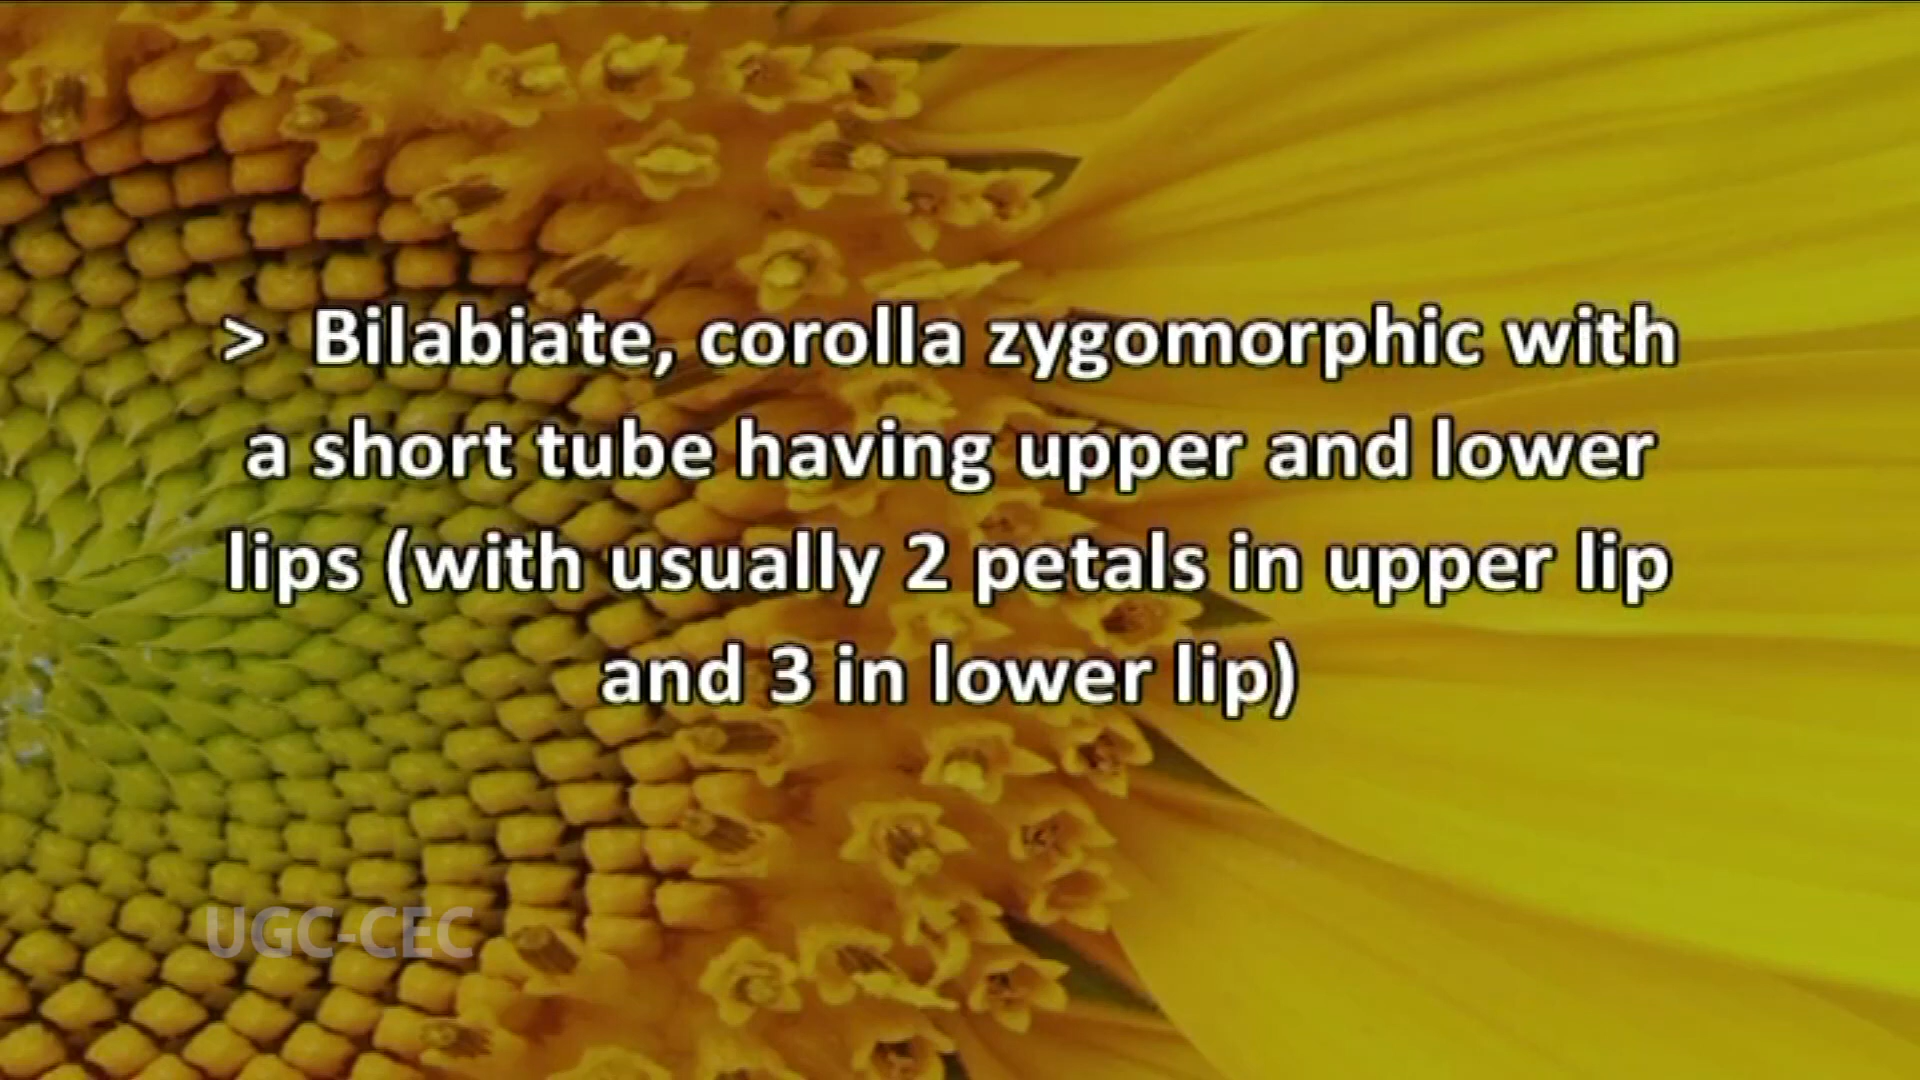 > Bilabiate, corolla zygomorphic with
a short tube having upper and lower
lips (with usually 2 petals in upper lip
and 3 in lower lip)
UGC-CEC